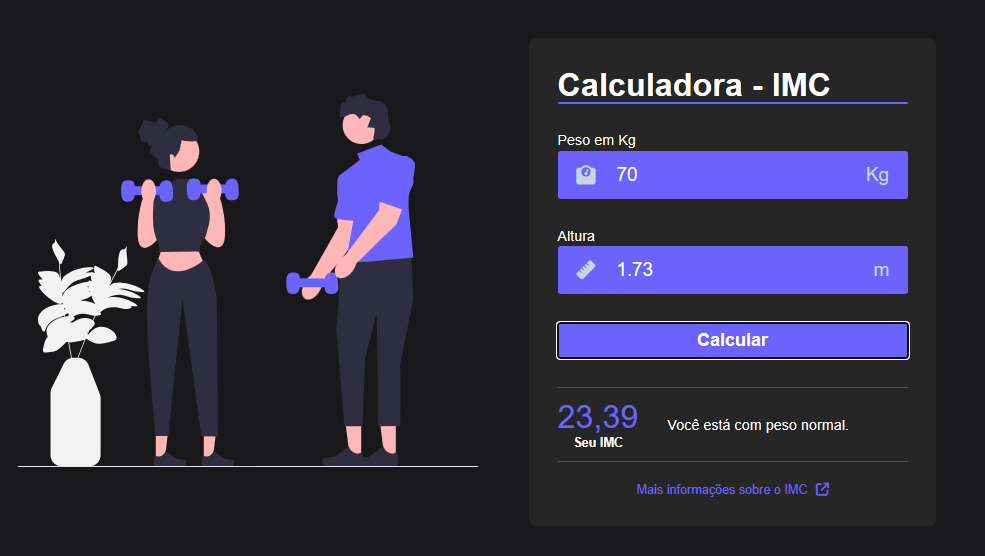 Calculadora - IMC
Peso em Kg
70 Kg
Altura
1.73 m
Calcular
23,39
Seu IMC
Você está com peso normal.
Mais informações sobre o IMC